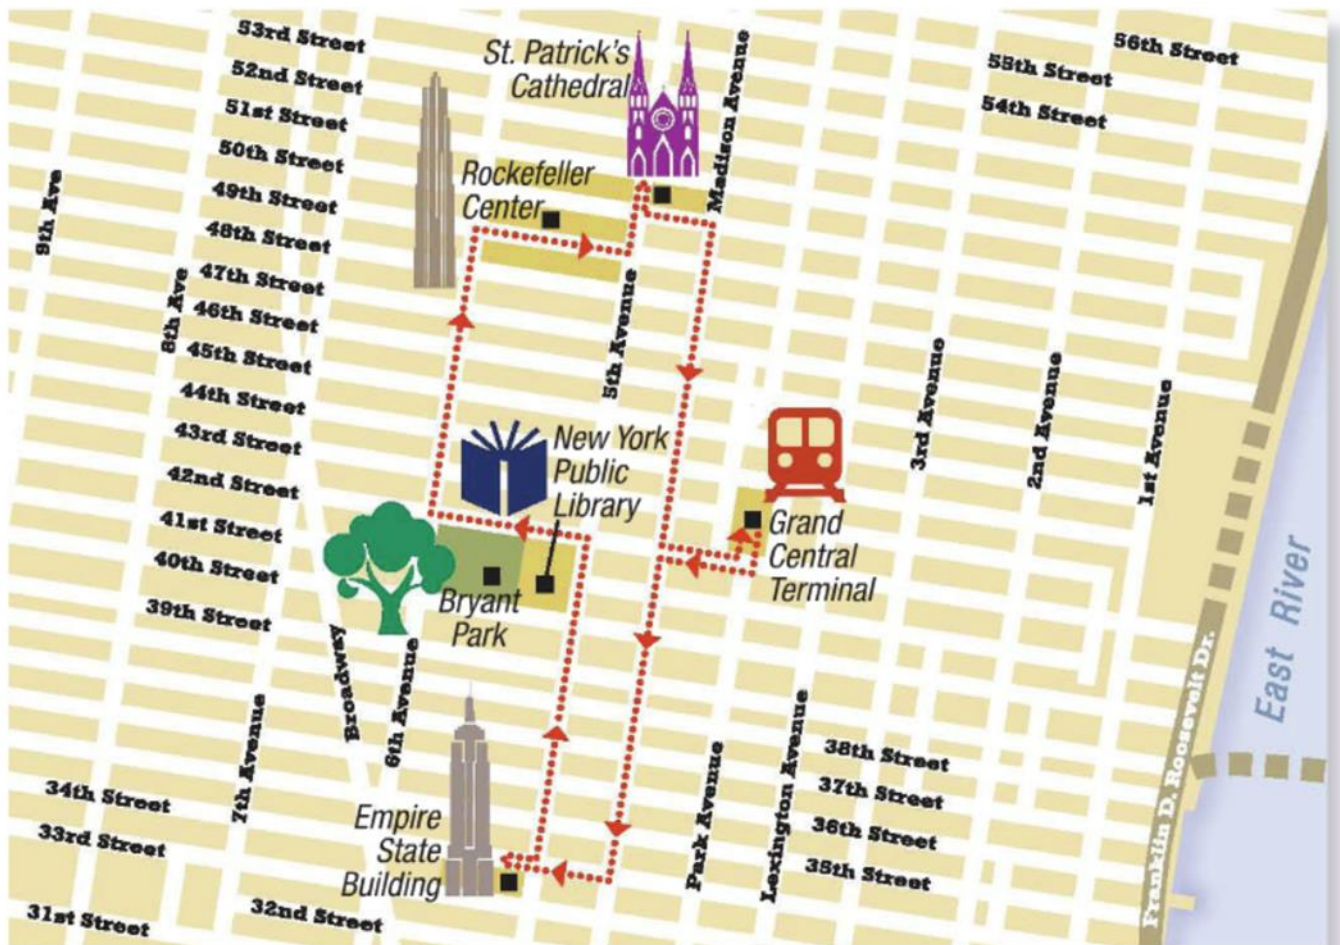 53rd Street
52nd Street
51st Street
50th Street
49th Street
48th Street
47th Street
46th Street
45th Street
44th Street
43rd Street
42nd Street
41st Street
40th Street
39th Street
34th Street
33rd Street
32nd Street
31st Street
9th Ave
8th Ave
7th Avenue
Broadway
6th Avenue
St. Patrick's
Cathedral
Rockefeller
Center
Madison Avenue
5th Avenue
New York
Public
Library
Bryant
Park
Empire
State
Building
Grand
Central
Terminal
Park Avenue
Lexington Avenue
3rd Avenue
2nd Avenue
1st Avenue
56th Street
55th Street
54th Street
38th Street
37th Street
36th Street
35th Street
Franklin D. Roosevelt Dr.
East River